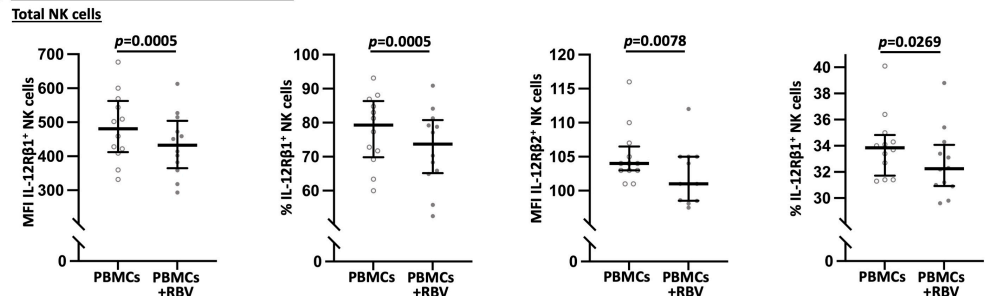 Total NK cells
p=0.0005
MFI IL-12Rβ1+ NK cells
700
600
500
400
300
0
PBMCs
PBMCs
+RBV
p=0.0005
% IL-12Rβ1+ NK cells
100
90
80
70
60
0
PBMCs
PBMCs
+RBV
p=0.0078
MFI IL-12Rβ2+ NK cells
120
115
110
105
100
0
PBMCs
PBMCs
+RBV
p=0.0269
% IL-12Rβ1+ NK cells
40
38
36
34
32
30
0
PBMCs
PBMCs
+RBV